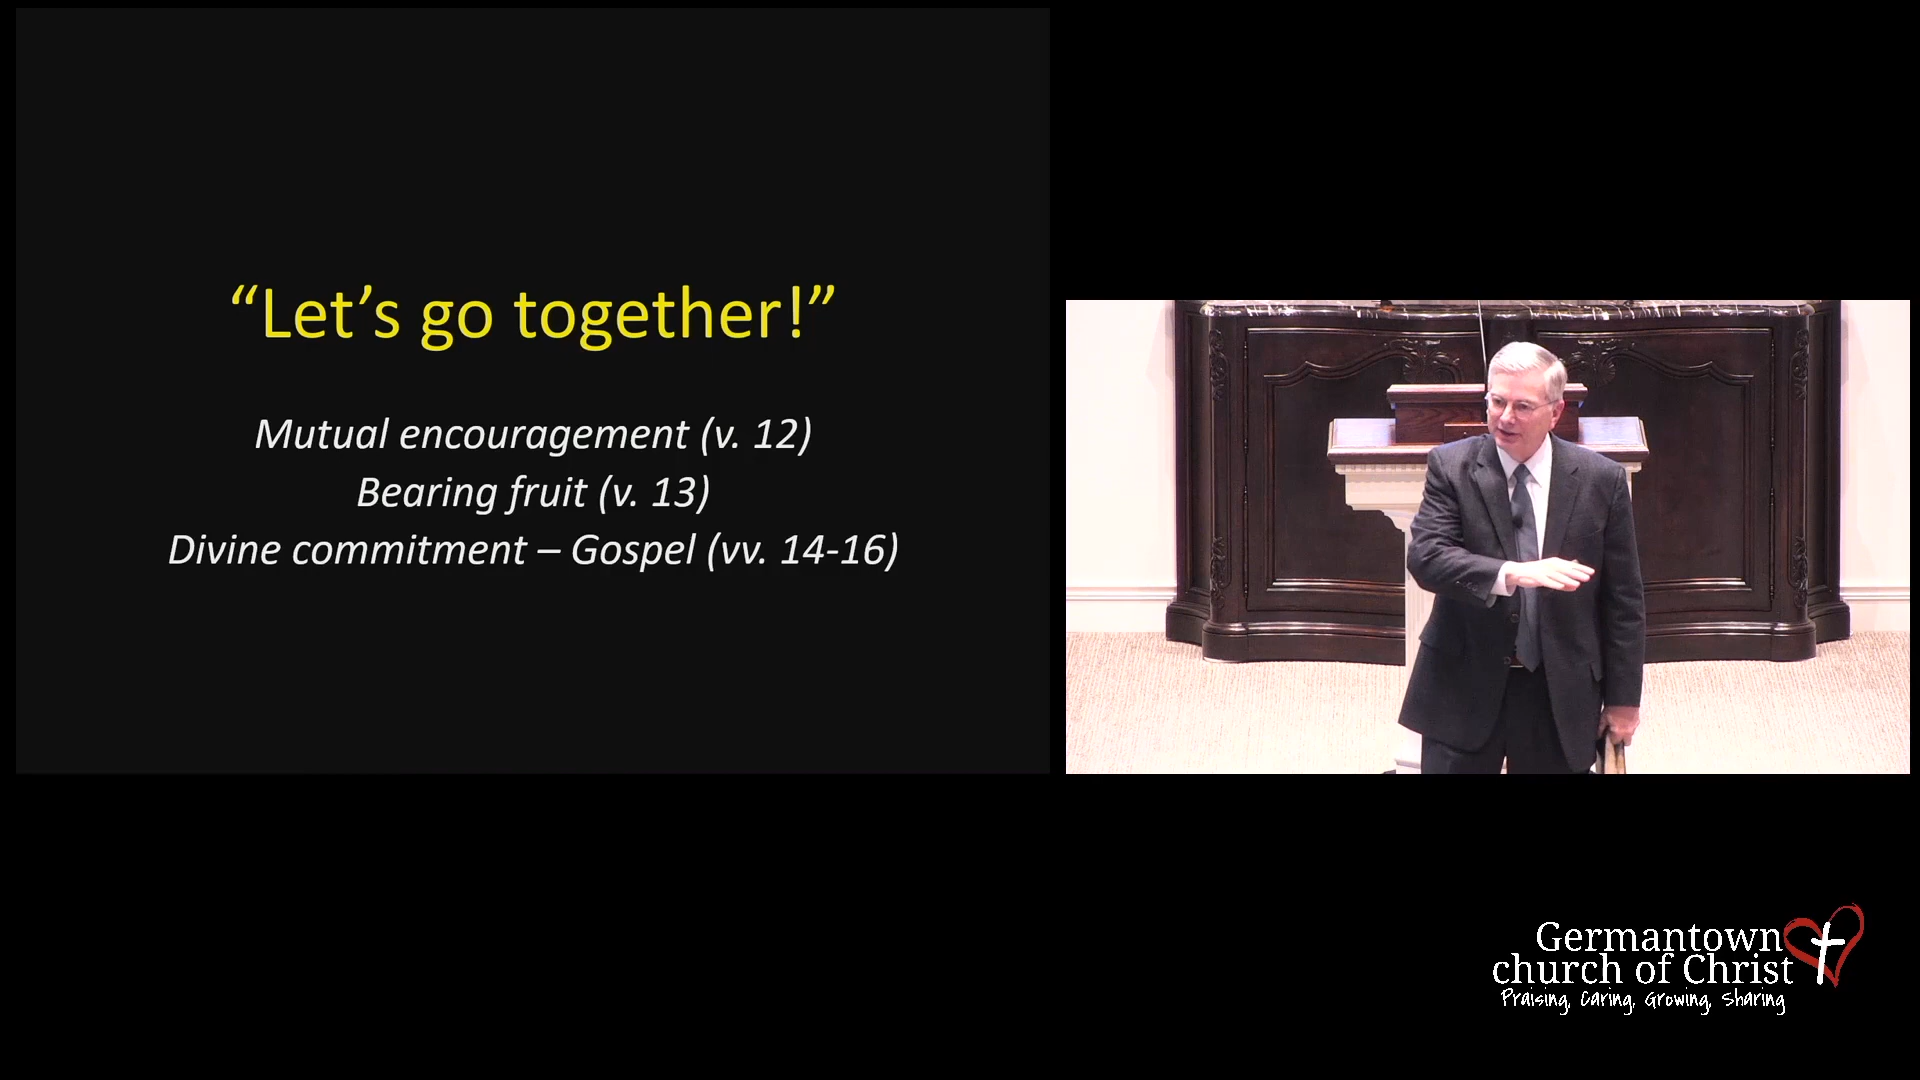 “Let’s go together!”
Mutual encouragement (v. 12)
Bearing fruit (v. 13)
Divine commitment – Gospel (vv. 14-16)
Germantown
church of Christ
Praising, Caring, Growing, Sharing